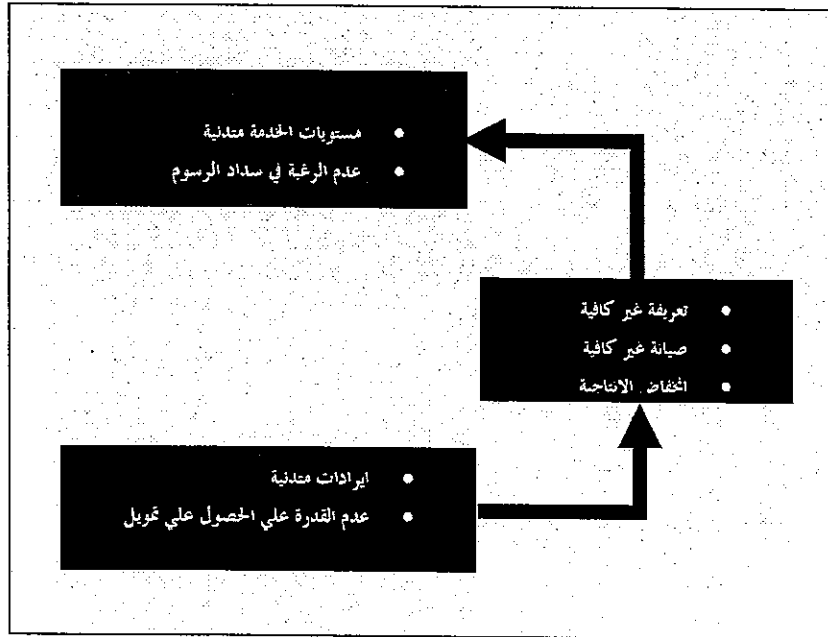 • مستويات الخدمة متدنية
• عدم الرغبة في سداد الرسوم
• تعريفة غير كافية
• صيانة غير كافية
• انخفاض الانتاجية
• ايرادات متدنية
• عدم القدرة علي الحصول علي تمويل